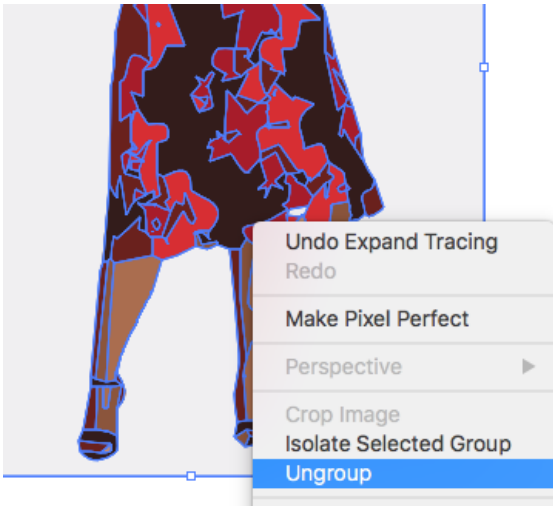 Undo Expand Tracing
Redo
Make Pixel Perfect
Perspective
Crop Image
Isolate Selected Group
Ungroup